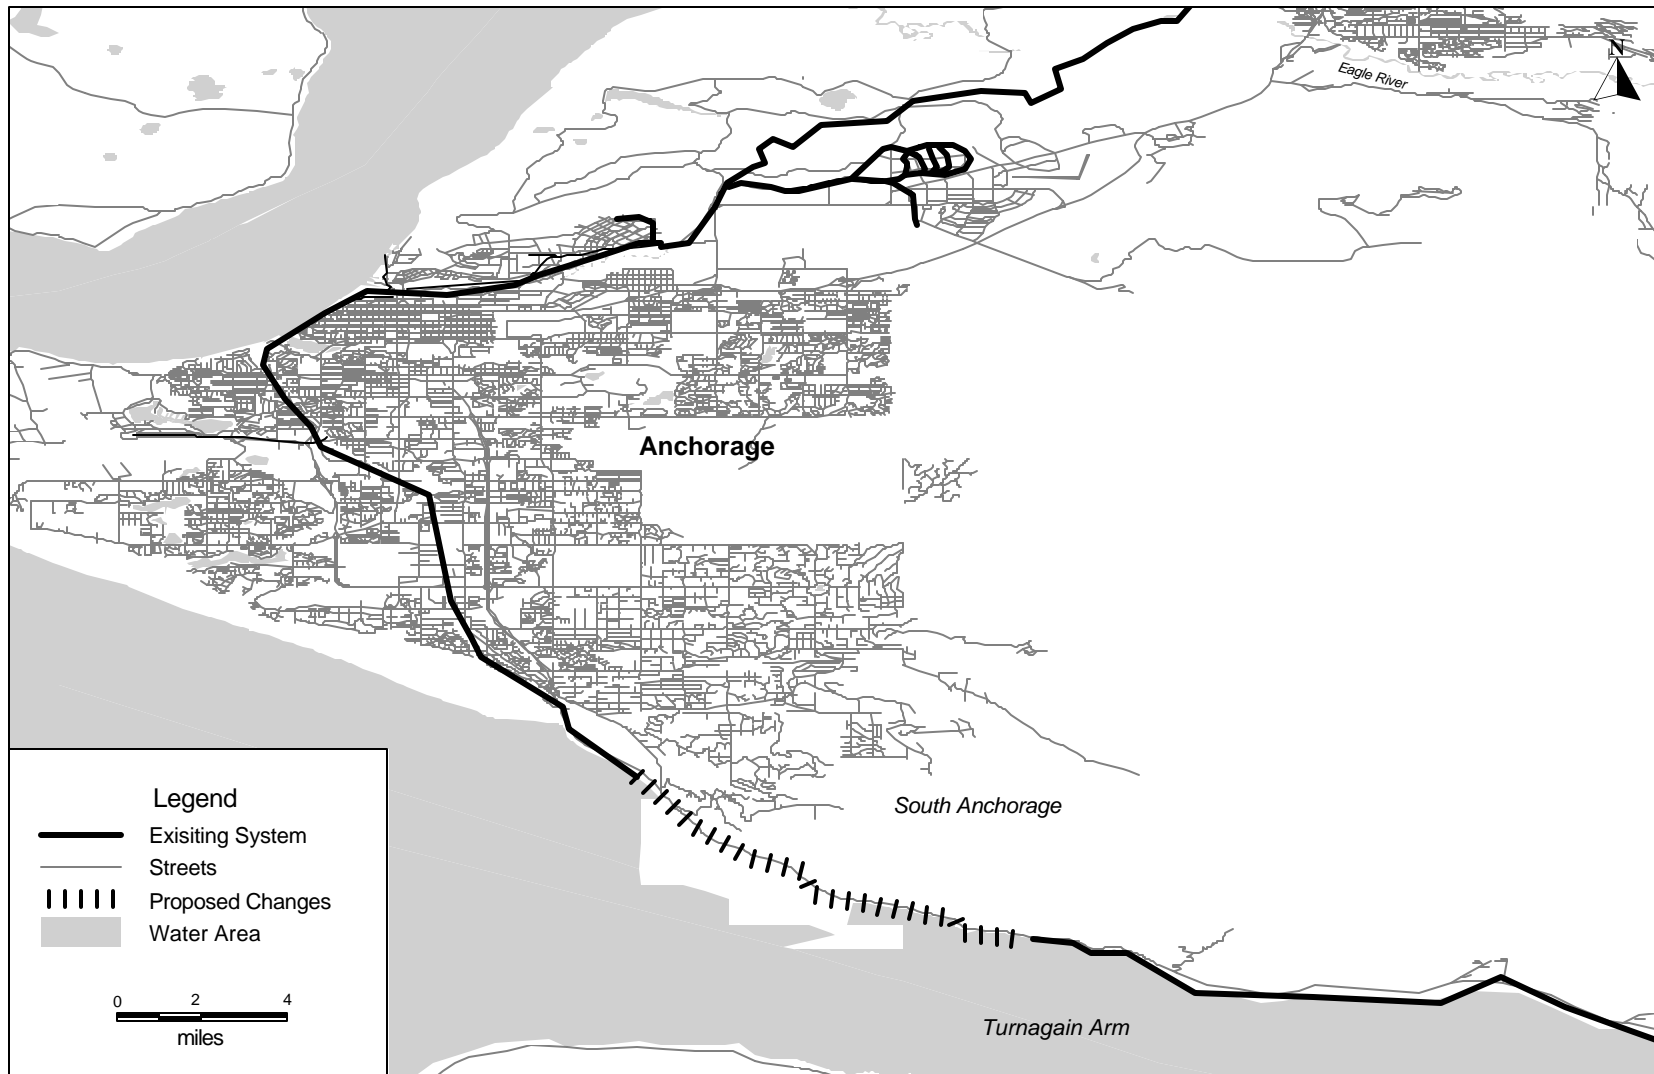 N
Eagle River
Anchorage
South Anchorage
Legend
Exisiting System
Streets
Proposed Changes
Water Area
0 2 4
miles
Turnagain Arm